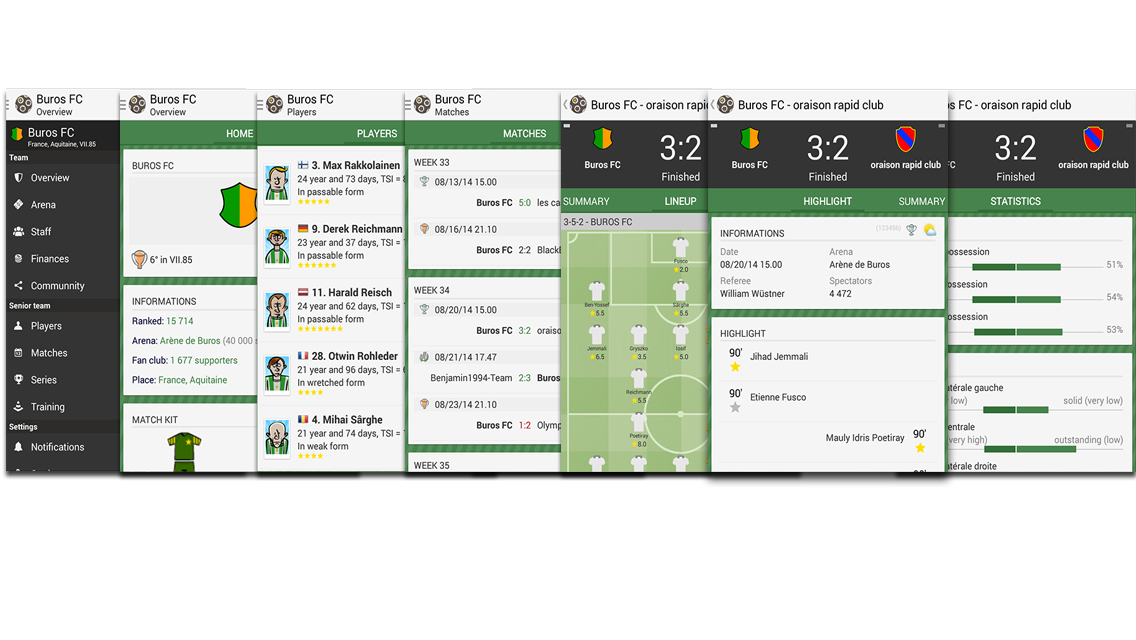 Buros FC
Overview
Buros FC
France, Aquitaine, VII.85
Team
Overview
Arena
Staff
Finances
Community
Senior team
Players
Matches
Series
Training
Settings
Notifications
Buros FC
Overview
HOME
BUROS FC
6° in VII.85
INFORMATIONS
Ranked: 15 714
Arena: Arène de Buros (40 000 s
Fan club: 1 677 supporters
Place: France, Aquitaine
MATCH KIT
Buros FC
Players
PLAYERS
3. Max Rakkolainen
24 year and 73 days, TSI =
In passable form
9. Derek Reichmann
23 year and 37 days, TSI =
In passable form
11. Harald Reisch
24 year and 62 days, TSI =
In passable form
28. Otwin Rohleder
21 year and 96 days, TSI =
In wretched form
4. Mihai Sârghe
21 year and 74 days, TSI =
In weak form
Buros FC
Matches
MATCHES
WEEK 33
08/13/14 15.00
Buros FC 5:0 les ca
08/16/14 21.10
Buros FC 2:2 Black
WEEK 34
08/20/14 15.00
Buros FC 3:2 oraiso
08/21/14 17.47
Benjamin1994-Team 2:3 Buros
08/23/14 21.10
Buros FC 1:2 Olymp
WEEK 35
Buros FC - oraison rapi
3:2
Buros FC
Finished
SUMMARY LINEUP
3-5-2 - BUROS FC
Fusco
2.0
Ben-Youssef
5.5
Sârghe
5.5
Jemmali
6.5
Gryszko
3.5
5.0
Reichmann
5.5
Poetiray
8.0
Buros FC - oraison rapid club
3:2
Buros FC
oraison rapid club
Finished
HIGHLIGHT SUMMARY
INFORMATIONS
(123456)
Date
Arena
08/20/14 15.00
Arène de Buros
Referee
Spectators
William Wüstner
4 472
HIGHLIGHT
90' Jihad Jemmali
90' Etienne Fusco
Mauly Idris Poetiray 90'
s FC - oraison rapid club
3:2
FC
oraison rapid club
Finished
STATISTICS
ossession
51%
ossession
54%
ossession
53%
atérale gauche
low)
solid (very low)
entrale
very high)
outstanding (low)
atérale droite